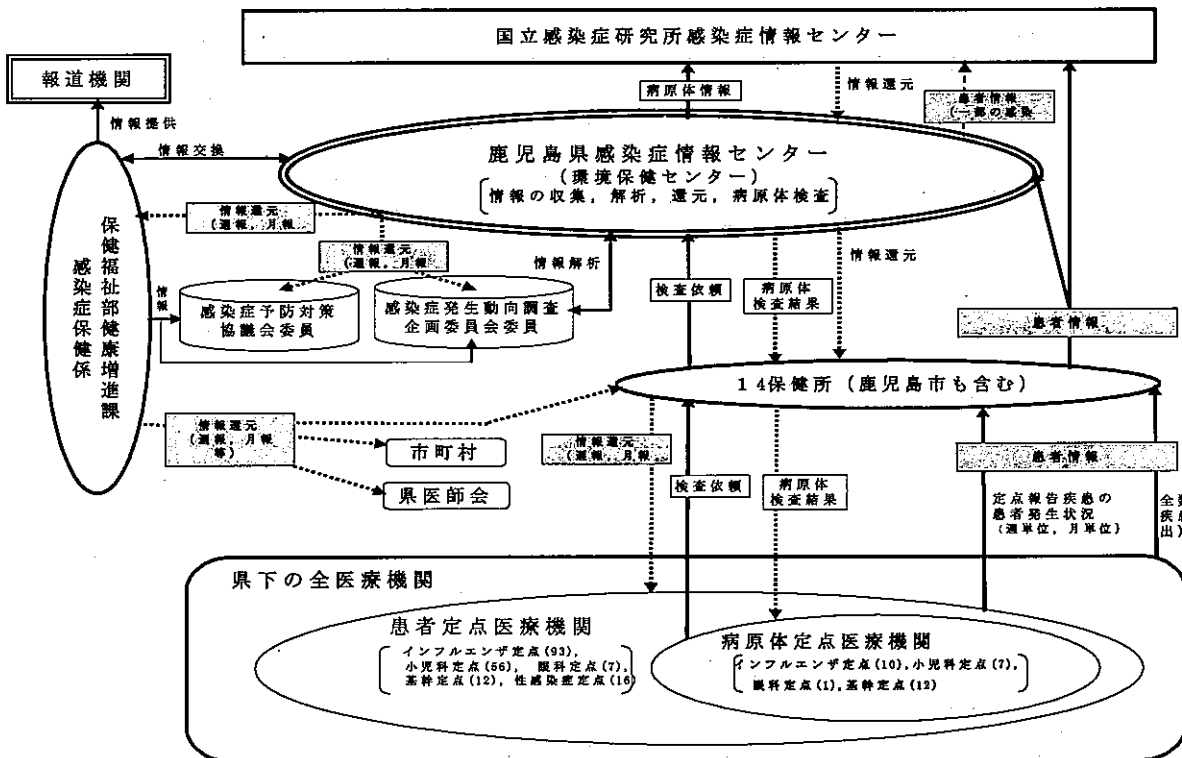 国立感染症研究所感染症情報センター
報道機関
病原体情報
情報還元
患者情報
(一部の感染
情報提供
情報交換
鹿児島県感染症情報センター
(環境保健センター)
情報の収集, 解析, 還元, 病原体検査
情報還元
(週報, 月報
情報還元
(週報, 月報
情報解析
検査依頼
病原体
検査結果
情報還元
保健福祉部健康増進課
感染症保健係
情報
感染症予防対策
協議会委員
感染症発生動向調査
企画委員会委員
患者情報
14保健所(鹿児島市も含む)
情報還元
(週報, 月報
等)
市町村
県医師会
情報還元
(週報, 月報
検査依頼
病原体
検査結果
患者情報
定点報告疾患の
患者発生状況
(週単位, 月単位)
疾患
出)
県下の全医療機関
患者定点医療機関
インフルエンザ定点(93),
小児科定点(56), 眼科定点(7),
基幹定点(12), 性感染症定点(16
病原体定点医療機関
インフルエンザ定点(10), 小児科定点(7),
眼科定点(1), 基幹定点(12)